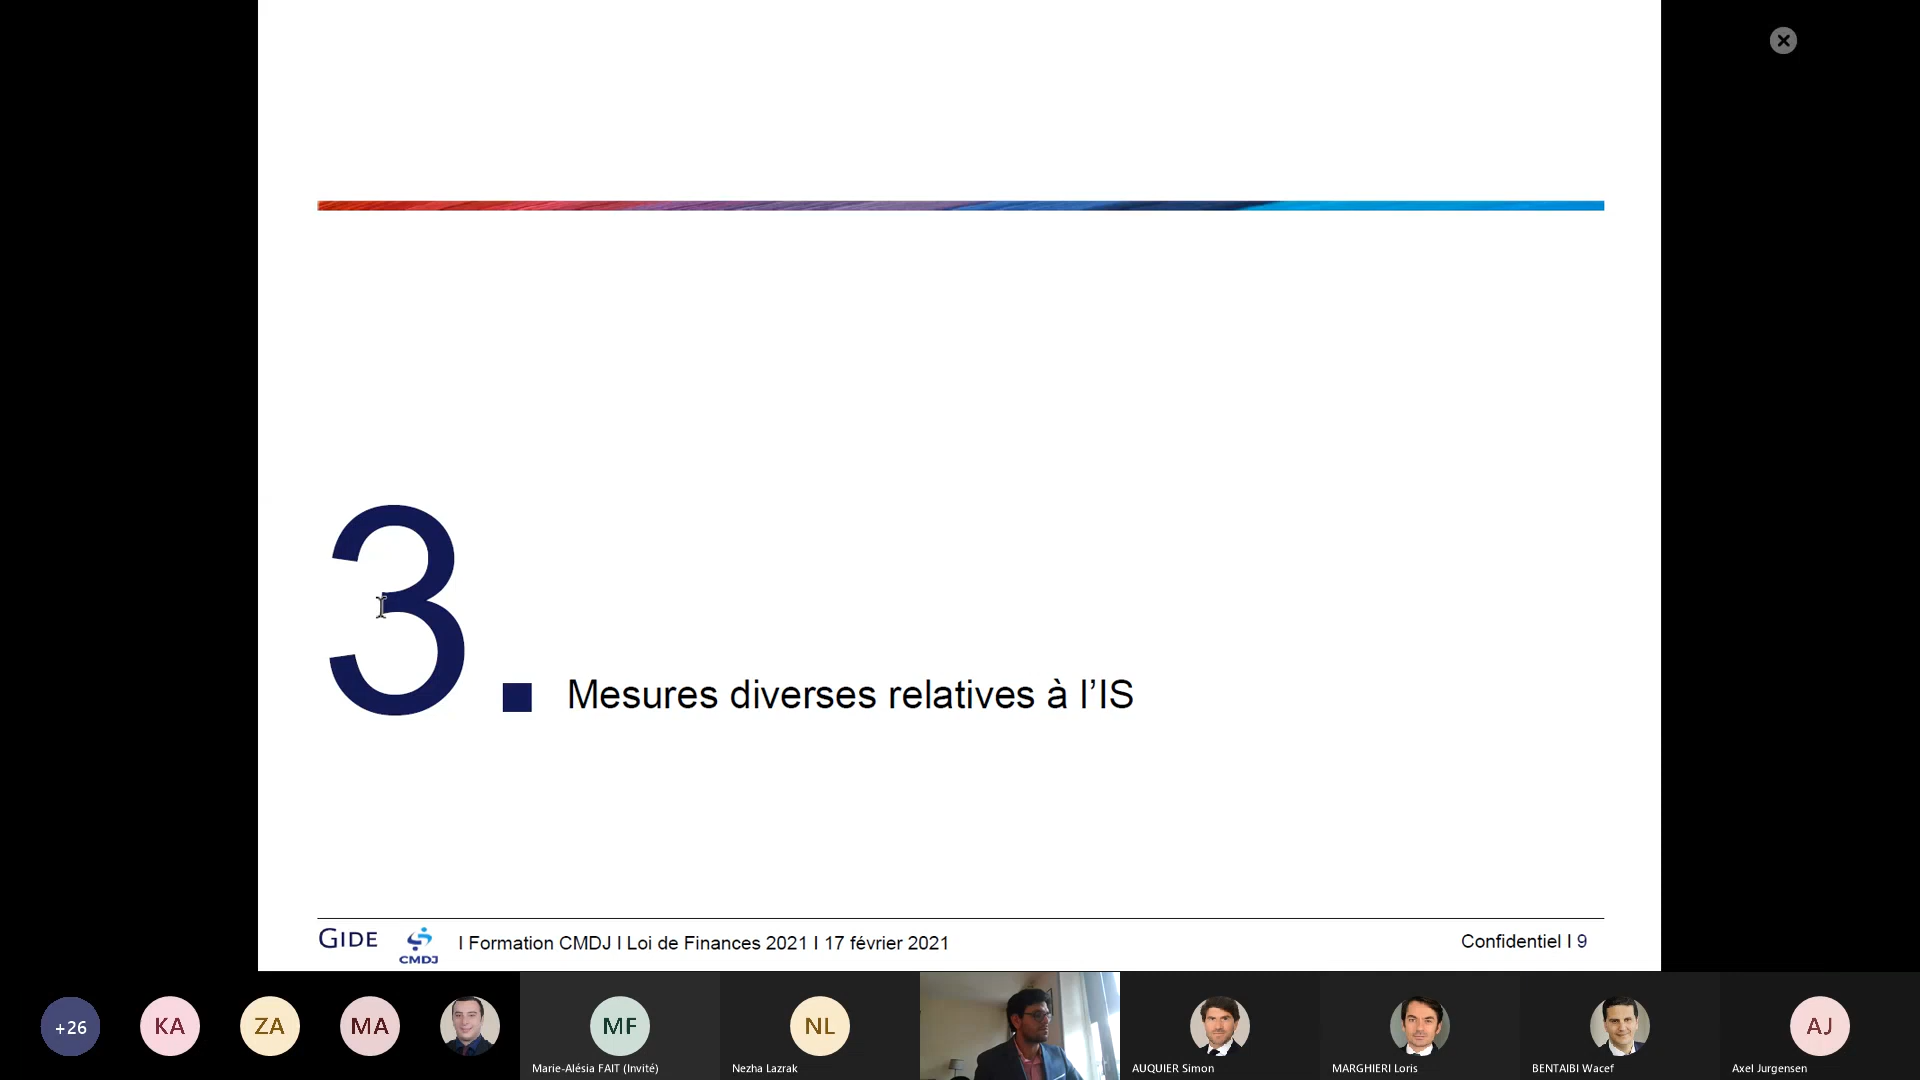 3. Mesures diverses relatives à l’IS
GIDE
CMDJ
I Formation CMDJ I Loi de Finances 2021 I 17 février 2021
Confidentiel I 9
+26
KA
ZA
MA
MF
NL
AJ
Marie-Alésia FAIT (Invité)
Nezha Lazrak
AUQUIER Simon
MARGHIERI Loris
BENTAIBI Wacef
Axel Jurgensen